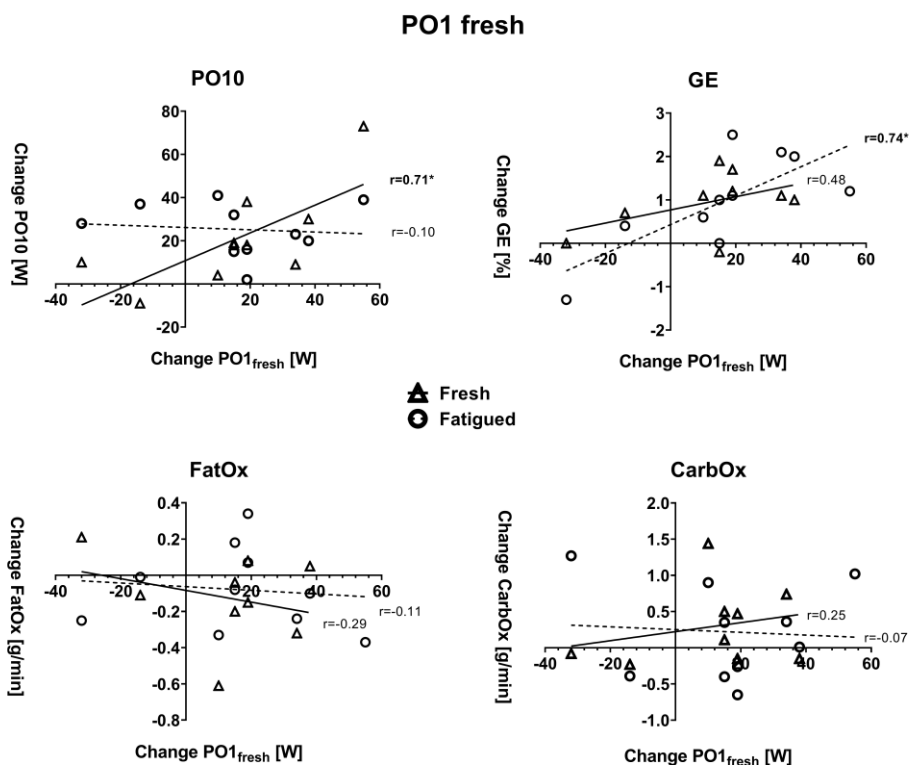 PO1 fresh
PO10
Change PO10 [W]
80
60
40
20
-20
-40 -20 0 20 40 60
r=0.71*
r=-0.10
Change PO1fresh [W]
GE
Change GE [%]
3
2
1
-1
-2
-40 -20 0 20 40 60
r=0.74*
r=0.48
Change PO1fresh [W]
Fresh
Fatigued
FatOx
Change FatOx [g/min]
0.4
0.2
-0.2
-0.4
-0.6
-0.8
-40 -20 0 20 40 60
r=-0.11
r=-0.29
Change PO1fresh [W]
CarbOx
Change CarbOx [g/min]
2.0
1.5
1.0
0.5
-0.5
-1.0
-40 -20 0 20 40 60
r=0.25
r=-0.07
Change PO1fresh [W]